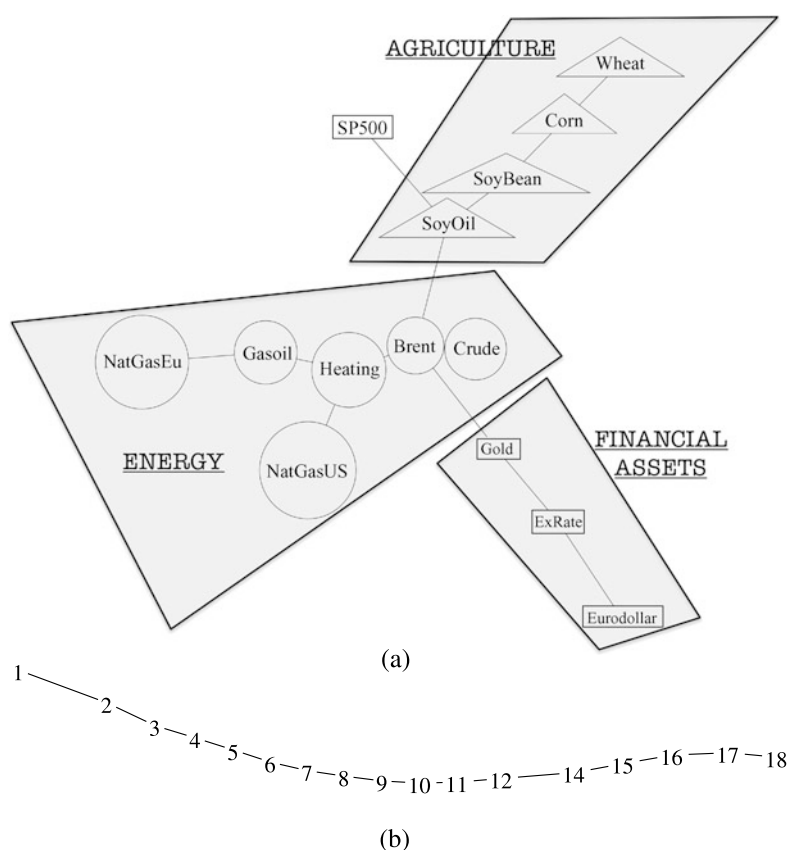 AGRICULTURE
Wheat
Corn
SP500
SoyBean
SoyOil
NatGasEu
Gasoil
Heating
Brent
Crude
ENERGY
NatGasUS
Gold
FINANCIAL
ASSETS
ExRate
Eurodollar
(a)
1
2
3
4
5
6
7
8
9
10
11
12
14
15
16
17
18
(b)